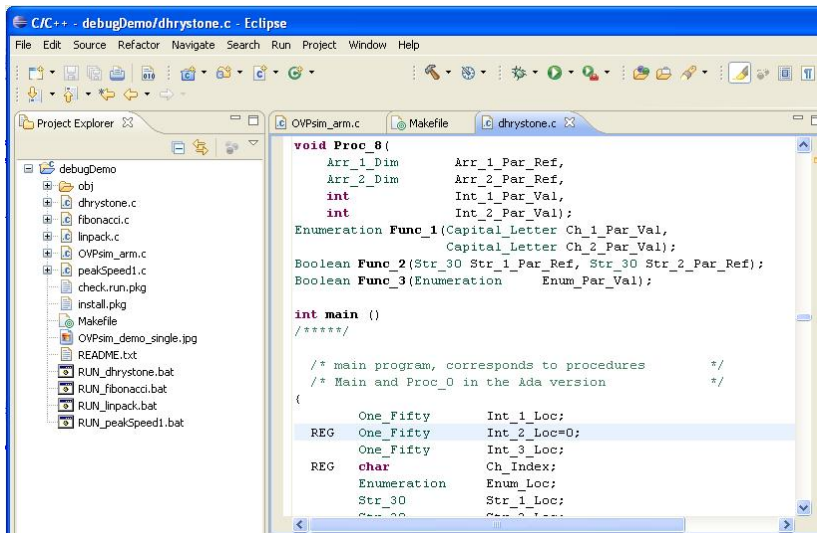 C/C++ - debugDemo/dhrystone.c - Eclipse
File Edit Source Refactor Navigate Search Run Project Window Help
Project Explorer
debugDemo
obj
dhrystone.c
fibonacci.c
linpack.c
OVPsim_arm.c
peakSpeed1.c
check.run.pkg
install.pkg
Makefile
OVPsim_demo_single.jpg
README.txt
RUN_dhrystone.bat
RUN_fibonacci.bat
RUN_linpack.bat
RUN_peakSpeed1.bat
OVPsim_arm.c Makefile dhrystone.c
void Proc_8(
Arr_1_Dim Arr_1_Par_Ref,
Arr_2_Dim Arr_2_Par_Ref,
int Int_1_Par_Val,
int Int_2_Par_Val);
Enumeration Func_1(Capital_Letter Ch_1_Par_Val,
Capital_Letter Ch_2_Par_Val);
Boolean Func_2(Str_30 Str_1_Par_Ref, Str_30 Str_2_Par_Ref);
Boolean Func_3(Enumeration Enum_Par_Val);
int main ()
/*****/
/* main program, corresponds to procedures */
/* Main and Proc_0 in the Ada version */
{
One_Fifty Int_1_Loc;
REG One_Fifty Int_2_Loc=0;
One_Fifty Int_3_Loc;
REG char Ch_Index;
Enumeration Enum_Loc;
Str_30 Str_1_Loc;